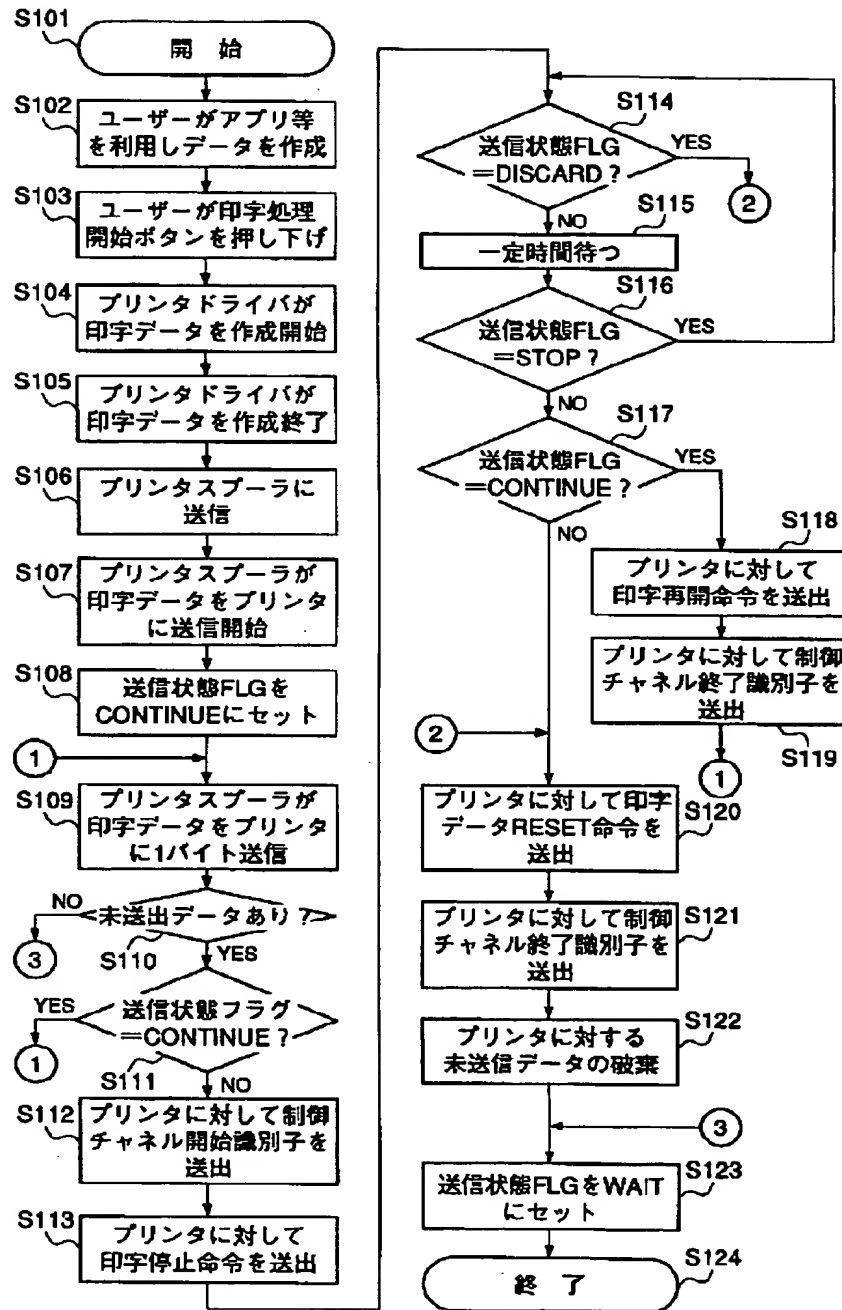 S101
開 始
S102
ユーザーがアプリ等
を利用しデータを作成
S103
ユーザーが印字処理
開始ボタンを押し下げ
S104
プリンタドライバが
印字データを作成開始
S105
プリンタドライバが
印字データを作成終了
S106
プリンタスプーラに
送信
S107
プリンタスプーラが
印字データをプリンタ
に送信開始
S108
送信状態FLGを
CONTINUEにセット
1
S109
プリンタスプーラが
印字データをプリンタ
に1バイト送信
NO
未送出データあり?
3
S110
YES
YES
送信状態フラグ
=CONTINUE?
1
S111
NO
S112
プリンタに対して制御
チャネル開始識別子を
送出
S113
プリンタに対して
印字停止命令を送出
S114
送信状態FLG
=DISCARD?
YES
2
NO
S115
一定時間待つ
S116
送信状態FLG
=STOP?
YES
NO
S117
送信状態FLG
=CONTINUE?
YES
NO
S118
プリンタに対して
印字再開命令を送出
プリンタに対して制御
チャネル終了識別子を
送出
S119
1
2
プリンタに対して印字
データRESET命令を
送出
S120
プリンタに対して制御
チャネル終了識別子を
送出
S121
プリンタに対する
未送信データの破棄
S122
3
送信状態FLGをWAIT
にセット
S123
終 了
S124